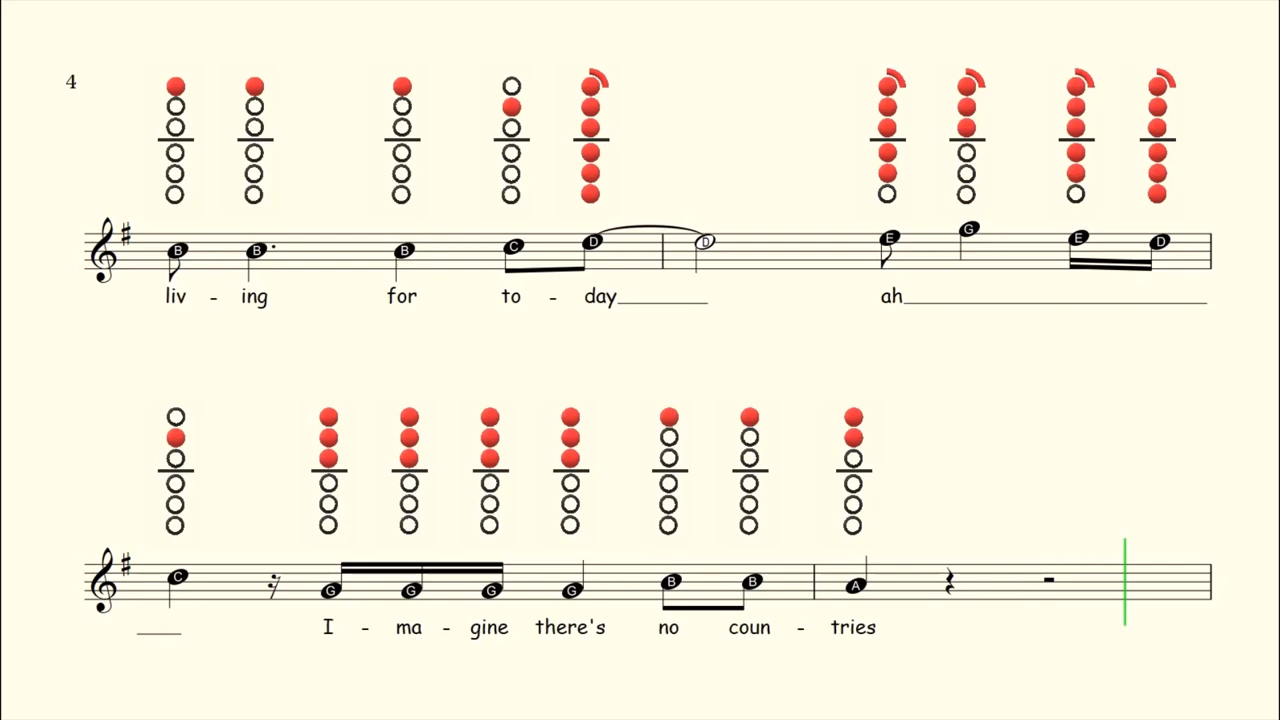 4
B B B C D D E G E D
liv - ing for to - day ah
C G G G G B B A
I - ma - gine there's no coun - tries